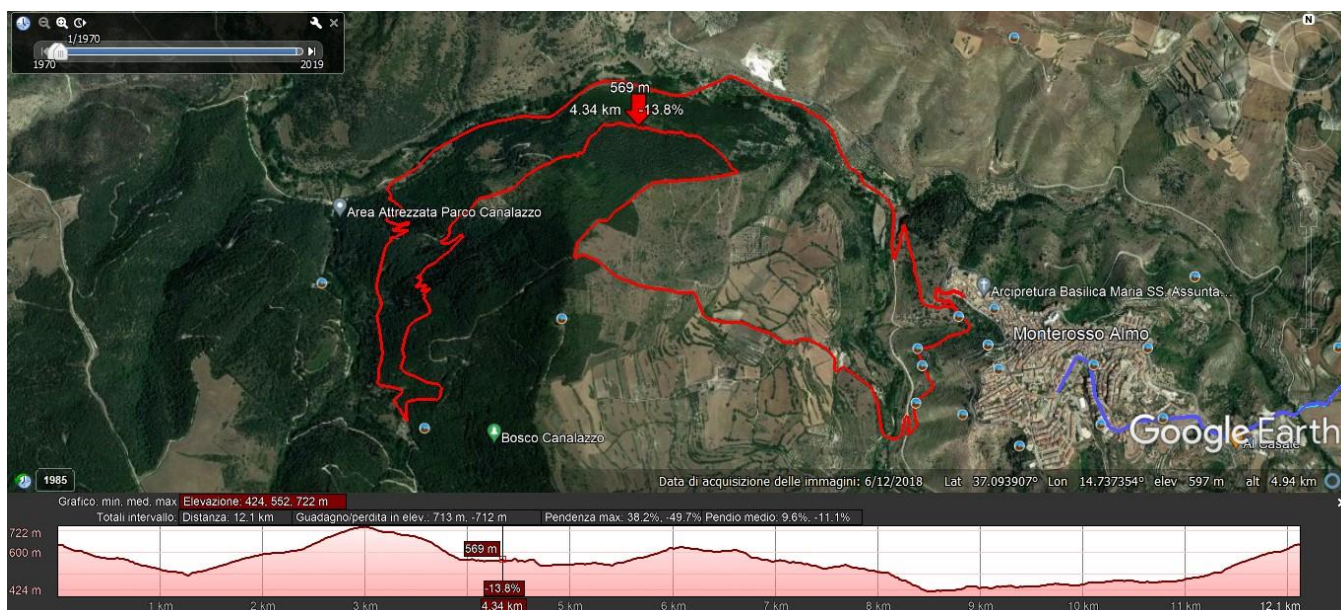 1/1970
1970
2019
N
569 m
4.34 km
-13.8%
Area Attrezzata Parco Canalazzo
Arcipretura Basilica Maria SS. Assunta...
Monterosso Almo
Bosco Canalazzo
Google Earth
Al Casale
1985
Data di acquisizione delle immagini: 6/12/2018 Lat 37.093907° Lon 14.737354° elev 597 m alt 4.94 km
Grafico: min. med. max. Elevazione: 424, 552, 722 m
Totali intervallo: Distanza: 12.1 km Guadagno/perdita in elev.: 713 m, -712 m Pendenza max: 38.2%, -49.7% Pendio medio: 9.6%, -11.1%
722 m
600 m
424 m
569 m
-13.8%
1 km 2 km 3 km 4.34 km 5 km 6 km 7 km 8 km 9 km 10 km 11 km 12.1 km